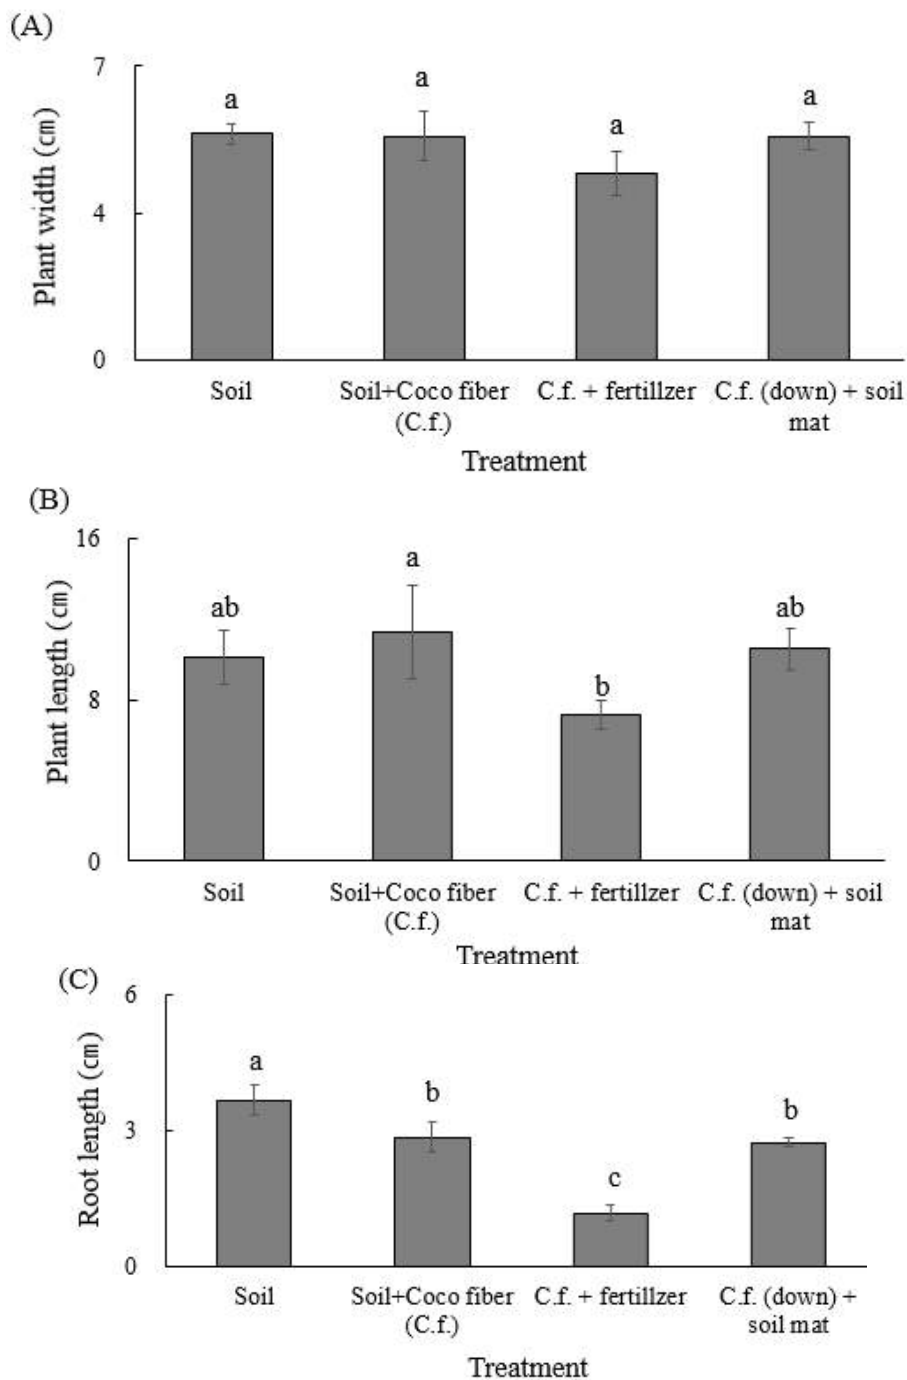 (A)
7
4
0
Plant width (㎝)
a
a
a
a
Soil
Soil+Coco fiber
(C.f.)
C.f. + fertillzer
C.f. (down) + soil
mat
Treatment
(B)
16
8
0
Plant length (㎝)
ab
a
b
ab
Soil
Soil+Coco fiber
(C.f.)
C.f. + fertillzer
C.f. (down) + soil
mat
Treatment
(C)
6
3
0
Root length (㎝)
a
b
c
b
Soil
Soil+Coco fiber
(C.f.)
C.f. + fertillzer
C.f. (down) +
soil mat
Treatment